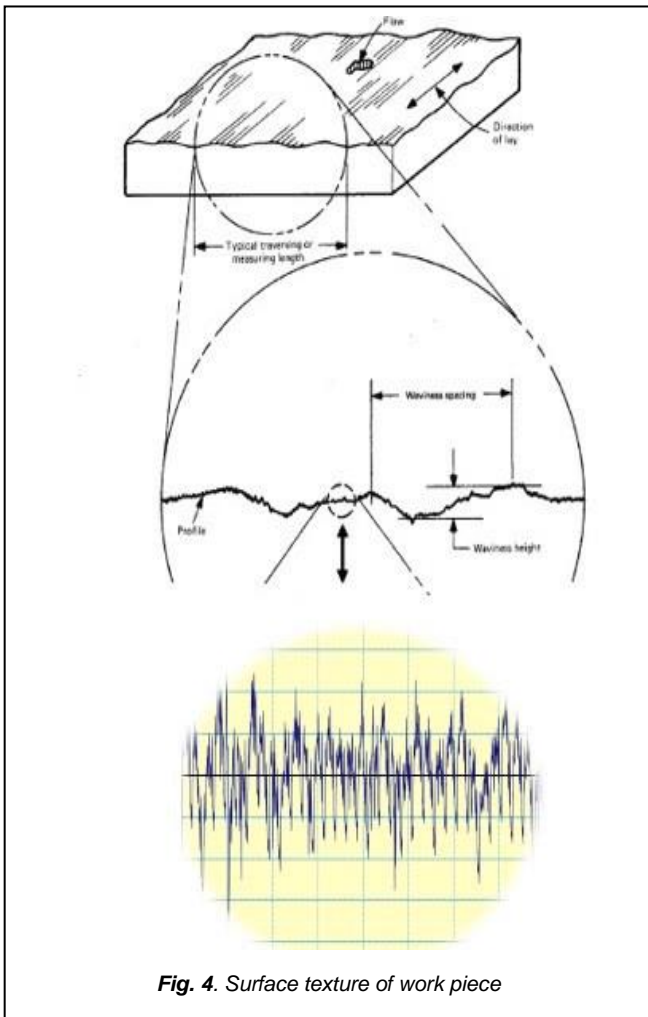 Flaw
Direction
of lay
Typical traversing or
measuring length
Waviness spacing
Profile
Waviness height
Fig. 4. Surface texture of work piece